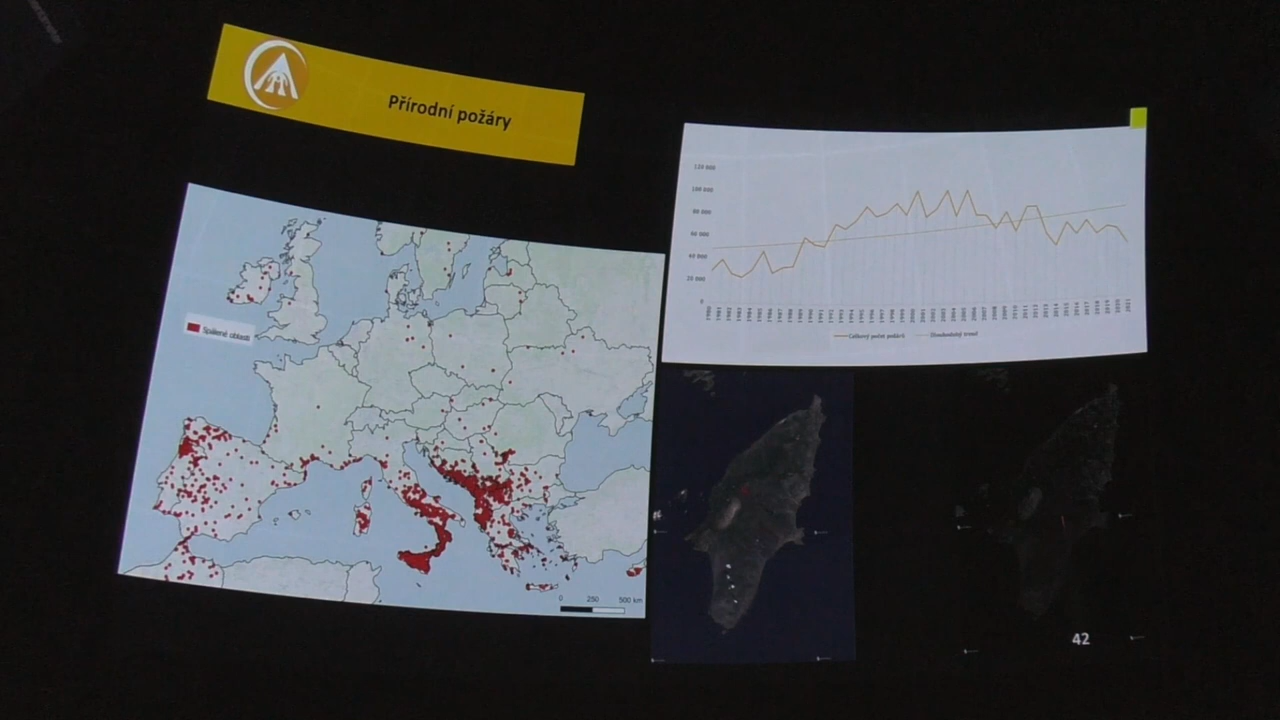 Přírodní požáry
Spálené oblasti
0 250 500 km
120 000
100 000
80 000
60 000
40 000
20 000
0
Celkový počet požárů
Dlouhodobý trend
42